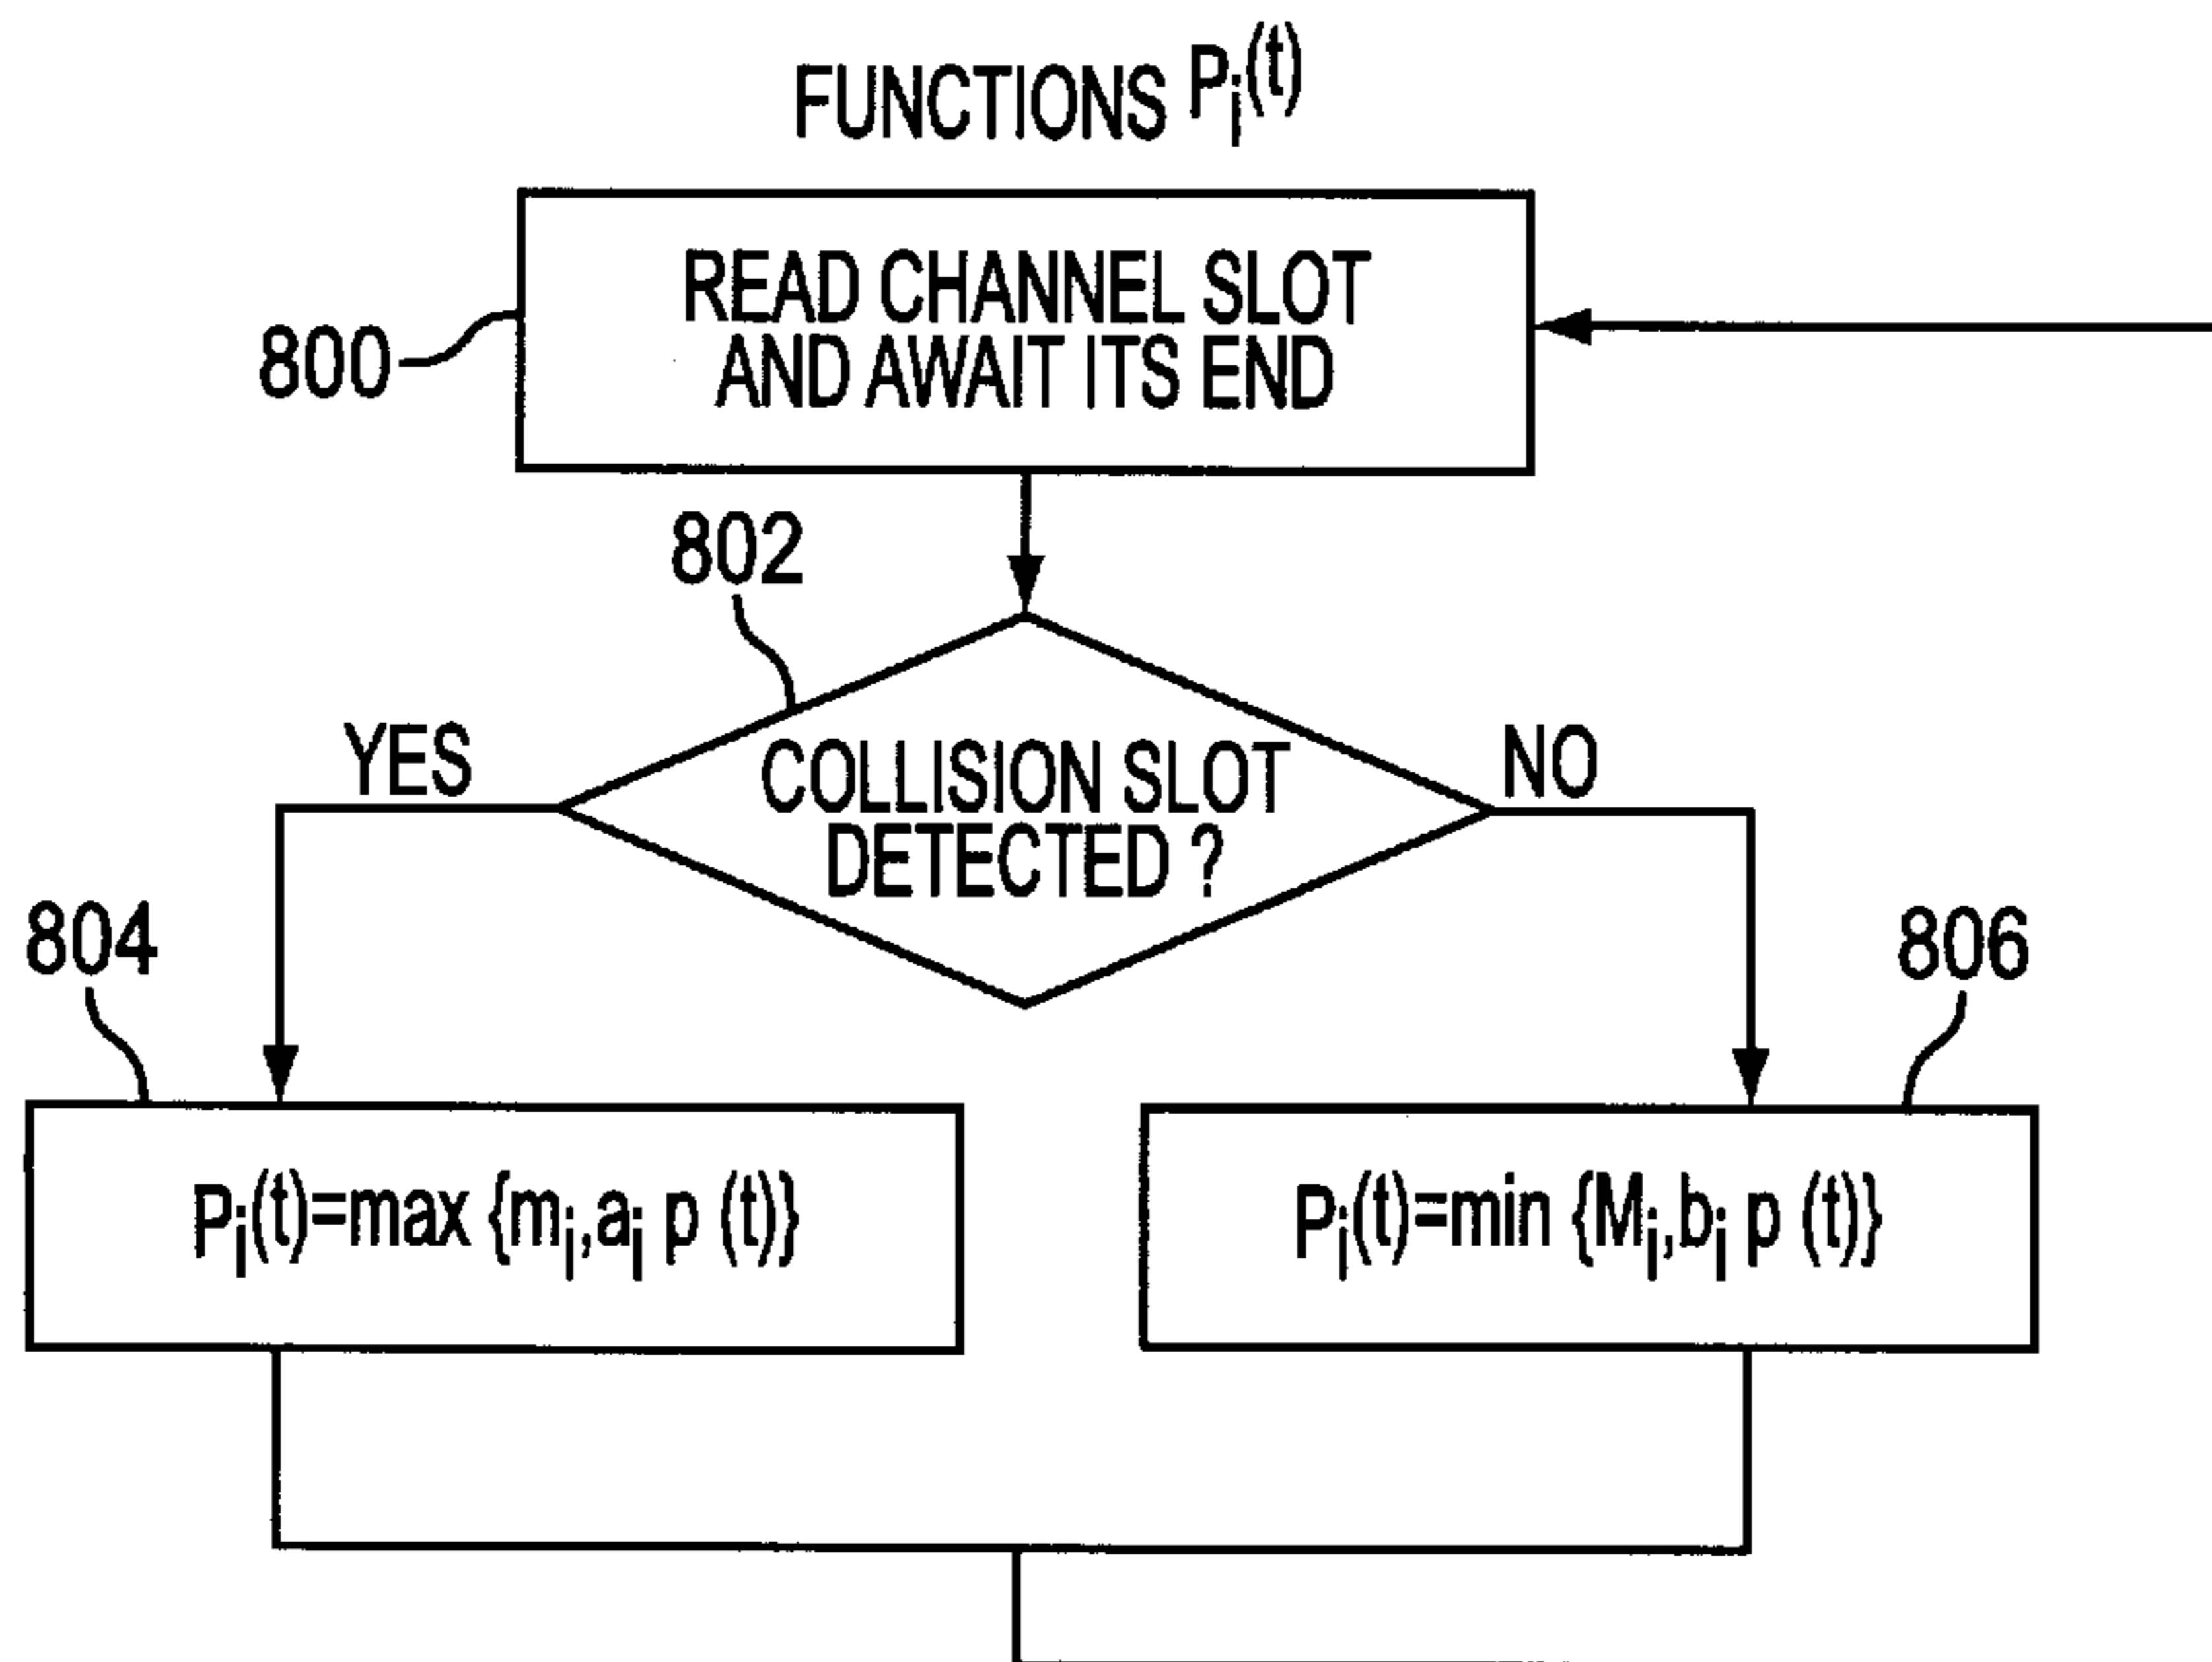 FUNCTIONS Pi(t)
READ CHANNEL SLOT
AND AWAIT ITS END
800
802
YES
NO
COLLISION SLOT
DETECTED ?
804
806
Pi(t)=max {mi,ai p (t)}
Pi(t)=min {Mi,bi p (t)}